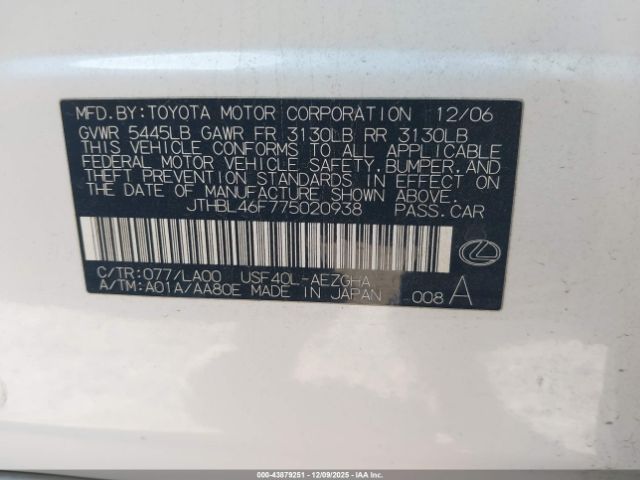 MFD.BY:TOYOTA MOTOR CORPORATION 12/06
GVWR 5445LB GAWR FR 3130LB RR 3130LB
THIS VEHICLE CONFORMS TO ALL APPLICABLE
FEDERAL MOTOR VEHICLE SAFETY,BUMPER,AND
THEFT PREVENTION STANDARDS IN EFFECT ON
THE DATE OF MANUFACTURE SHOWN ABOVE.
JTHBL46F775020938 PASS.CAR
C/TR:077/LA00 USF40L-AEZGHA
A/TM:A01A/AA80E MADE IN JAPAN 008 A
000-43879251 - 12/09/2025 - IAAI.COM